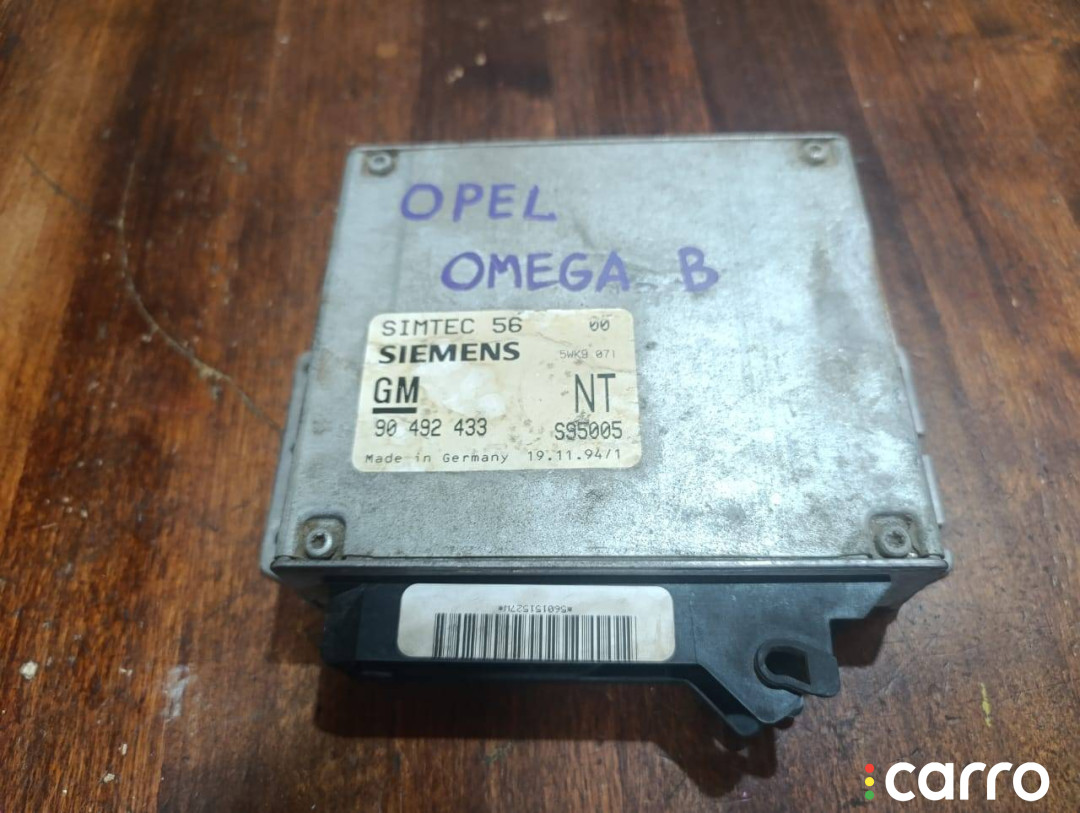 OPEL
OMEGA B
SIMTEC 56 00
SIEMENS 5WK9 071
GM NT
90 492 433 S95005
Made in Germany 19.11.94/1
*560151527W*
carro